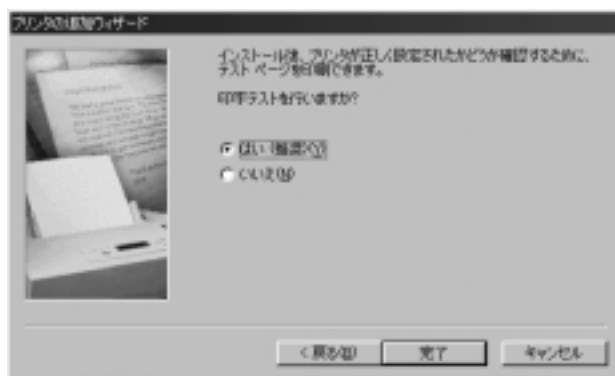 プリンタの追加ウィザード
インストール後、プリンタが正しく設定されたかどうか確認するために、
テスト ページを印刷できます。
印字テストを行いますか?
はい (推奨)(Y)
いいえ(N)
< 戻る(B)
完了
キャンセル